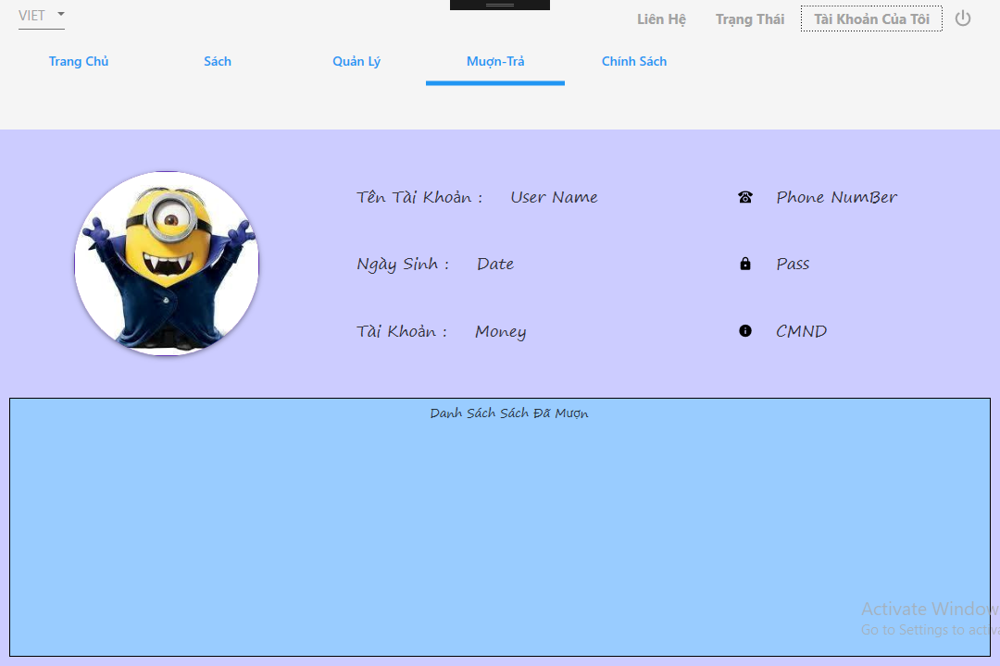 VIET
Liên Hệ Trạng Thái Tài Khoản Của Tôi
Trang Chủ Sách Quản Lý Mượn-Trả Chính Sách
Tên Tài Khoản : User Name Phone NumBer
Ngày Sinh : Date Pass
Tài Khoản : Money CMND
Danh Sách Sách Đã Mượn
Activate Window
Go to Settings to activa